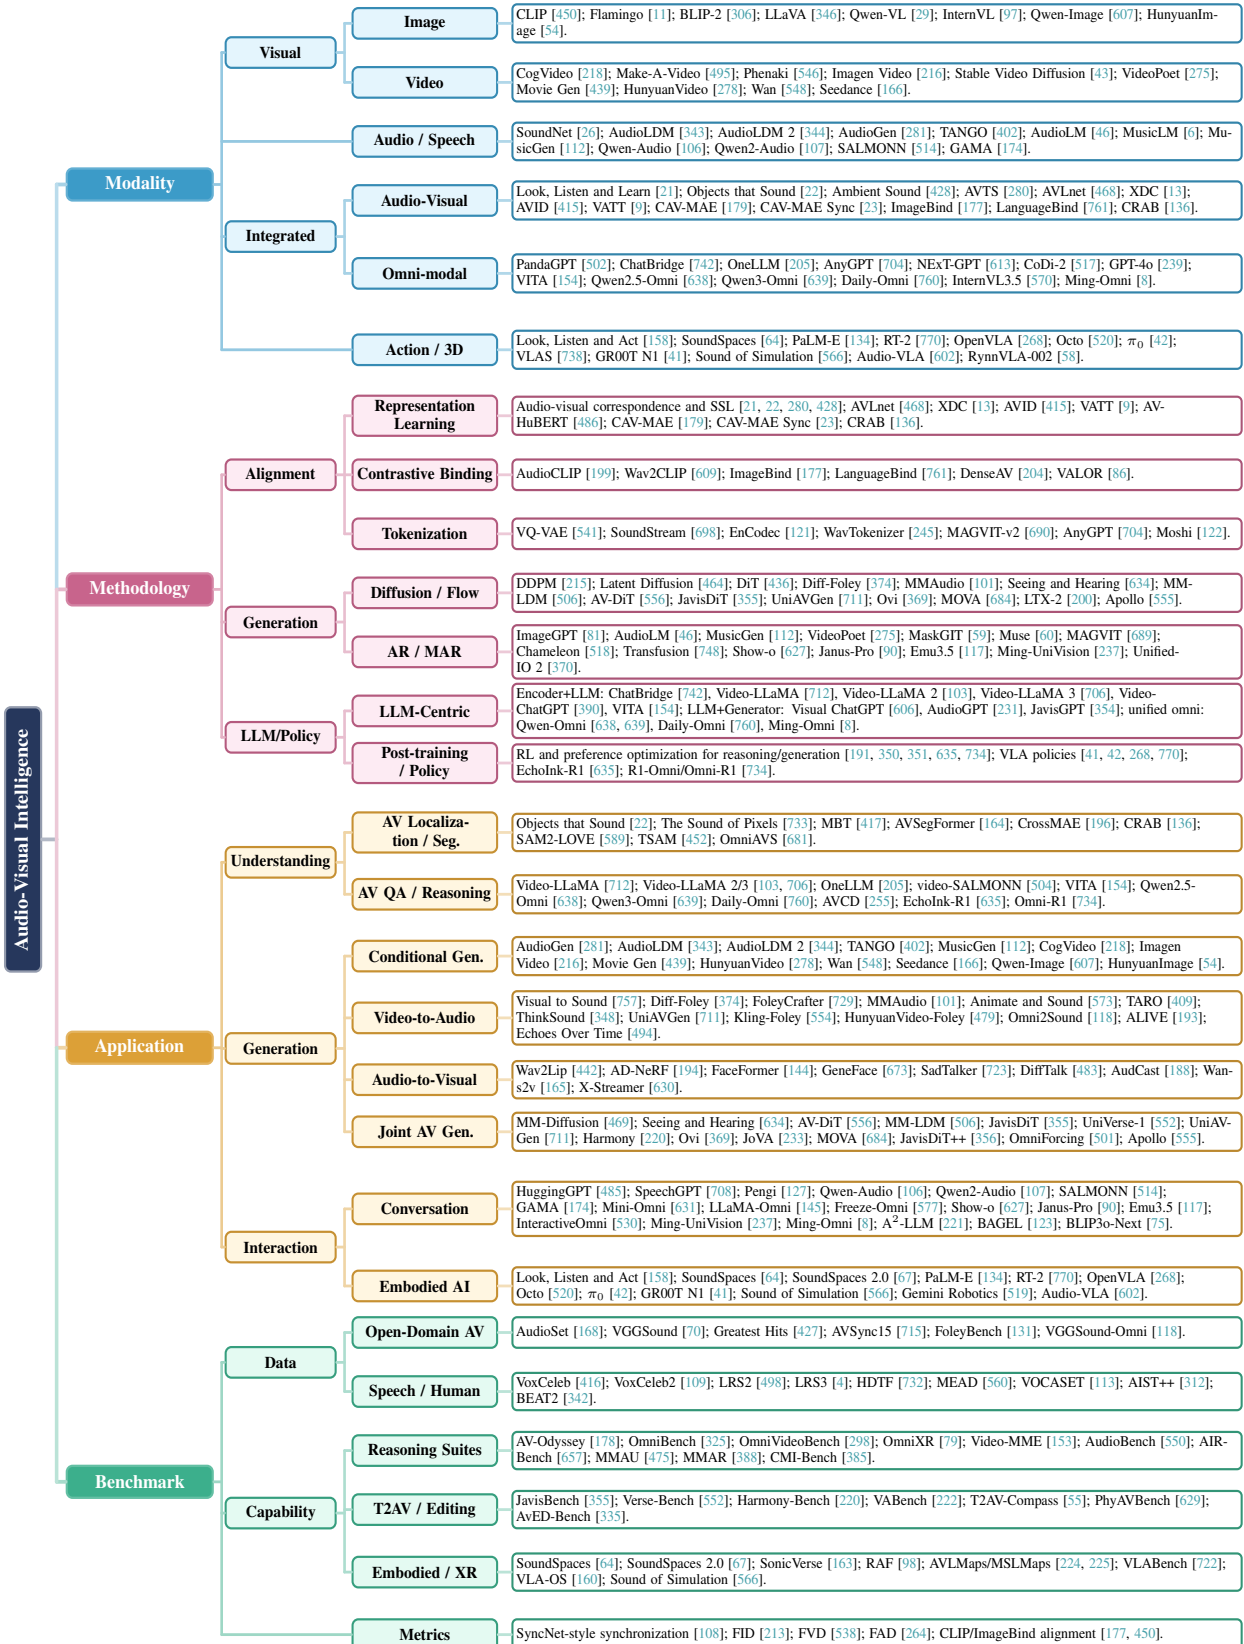 Audio-Visual Intelligence
Modality
Visual
Image
CLIP [450]; Flamingo [11]; BLIP-2 [306]; LLaVA [346]; Qwen-VL [29]; InternVL [97]; Qwen-Image [607]; HunyuanIm-
age [54].
Video
CogVideo [218]; Make-A-Video [495]; Phenaki [546]; Imagen Video [216]; Stable Video Diffusion [43]; VideoPoet [275];
Movie Gen [439]; HunyuanVideo [278]; Wan [548]; Seedance [166].
Audio / Speech
SoundNet [26]; AudioLDM [343]; AudioLDM 2 [344]; AudioGen [281]; TANGO [402]; AudioLM [46]; MusicLM [6]; Mu-
sicGen [112]; Qwen-Audio [106]; Qwen2-Audio [107]; SALMONN [514]; GAMA [174].
Integrated
Audio-Visual
Look, Listen and Learn [21]; Objects that Sound [22]; Ambient Sound [428]; AVTS [280]; AVLnet [468]; XDC [13];
AVID [415]; VATT [9]; CAV-MAE [179]; CAV-MAE Sync [23]; ImageBind [177]; LanguageBind [761]; CRAB [136].
Omni-modal
PandaGPT [502]; ChatBridge [742]; OneLLM [205]; AnyGPT [704]; NExT-GPT [613]; CoDi-2 [517]; GPT-4o [239];
VITA [154]; Qwen2.5-Omni [638]; Qwen3-Omni [639]; Daily-Omni [760]; InternVL3.5 [570]; Ming-Omni [8].
Action / 3D
Look, Listen and Act [158]; SoundSpaces [64]; PaLM-E [134]; RT-2 [770]; OpenVLA [268]; Octo [520]; π₀ [42];
VLAS [738]; GR00T N1 [41]; Sound of Simulation [566]; Audio-VLA [602]; RynnVLA-002 [58].
Methodology
Alignment
Representation
Learning
Audio-visual correspondence and SSL [21, 22, 280, 428]; AVLnet [468]; XDC [13]; AVID [415]; VATT [9]; AV-
HuBERT [486]; CAV-MAE [179]; CAV-MAE Sync [23]; CRAB [136].
Contrastive Binding
AudioCLIP [199]; Wav2CLIP [609]; ImageBind [177]; LanguageBind [761]; DenseAV [204]; VALOR [86].
Tokenization
VQ-VAE [541]; SoundStream [698]; EnCodec [121]; WavTokenizer [245]; MAGVIT-v2 [690]; AnyGPT [704]; Moshi [122].
Generation
Diffusion / Flow
DDPM [215]; Latent Diffusion [464]; DiT [436]; Diff-Foley [374]; MMAudio [101]; Seeing and Hearing [634]; MM-
LDM [506]; AV-DiT [556]; JavisDiT [355]; UniAVGen [711]; Ovi [369]; MOVA [684]; LTX-2 [200]; Apollo [555].
AR / MAR
ImageGPT [81]; AudioLM [46]; MusicGen [112]; VideoPoet [275]; MaskGIT [59]; Muse [60]; MAGVIT [689];
Chameleon [518]; Transfusion [748]; Show-o [627]; Janus-Pro [90]; Emu3.5 [117]; Ming-UniVision [237]; Unified-
IO 2 [370].
LLM/Policy
LLM-Centric
Encoder+LLM: ChatBridge [742], Video-LLaMA [712], Video-LLaMA 2 [103], Video-LLaMA 3 [706], Video-
ChatGPT [390], VITA [154]; LLM+Generator: Visual ChatGPT [606], AudioGPT [231], JavisGPT [354]; unified omni:
Qwen-Omni [638, 639], Daily-Omni [760], Ming-Omni [8].
Post-training
/ Policy
RL and preference optimization for reasoning/generation [191, 350, 351, 635, 734]; VLA policies [41, 42, 268, 770];
EchoInk-R1 [635]; R1-Omni/Omni-R1 [734].
Application
Understanding
AV Localiza-
tion / Seg.
Objects that Sound [22]; The Sound of Pixels [733]; MBT [417]; AVSegFormer [164]; CrossMAE [196]; CRAB [136];
SAM2-LOVE [589]; TSAM [452]; OmniAVS [681].
AV QA / Reasoning
Video-LLaMA [712]; Video-LLaMA 2/3 [103, 706]; OneLLM [205]; video-SALMONN [504]; VITA [154]; Qwen2.5-
Omni [638]; Qwen3-Omni [639]; Daily-Omni [760]; AVCD [255]; EchoInk-R1 [635]; Omni-R1 [734].
Generation
Conditional Gen.
AudioGen [281]; AudioLDM [343]; AudioLDM 2 [344]; TANGO [402]; MusicGen [112]; CogVideo [218]; Imagen
Video [216]; Movie Gen [439]; HunyuanVideo [278]; Wan [548]; Seedance [166]; Qwen-Image [607]; HunyuanImage [54].
Video-to-Audio
Visual to Sound [757]; Diff-Foley [374]; FoleyCrafter [729]; MMAudio [101]; Animate and Sound [573]; TARO [409];
ThinkSound [348]; UniAVGen [711]; Kling-Foley [554]; HunyuanVideo-Foley [479]; Omni2Sound [118]; ALIVE [193];
Echoes Over Time [494].
Audio-to-Visual
Wav2Lip [442]; AD-NeRF [194]; FaceFormer [144]; GeneFace [673]; SadTalker [723]; DiffTalk [483]; AudCast [188]; Wan-
s2v [165]; X-Streamer [630].
Joint AV Gen.
MM-Diffusion [469]; Seeing and Hearing [634]; AV-DiT [556]; MM-LDM [506]; JavisDiT [355]; UniVerse-1 [552]; UniAV-
Gen [711]; Harmony [220]; Ovi [369]; JoVA [233]; MOVA [684]; JavisDiT++ [356]; OmniForcing [501]; Apollo [555].
Interaction
Conversation
HuggingGPT [485]; SpeechGPT [708]; Pengi [127]; Qwen-Audio [106]; Qwen2-Audio [107]; SALMONN [514];
GAMA [174]; Mini-Omni [631]; LLaMA-Omni [145]; Freeze-Omni [577]; Show-o [627]; Janus-Pro [90]; Emu3.5 [117];
InteractiveOmni [530]; Ming-UniVision [237]; Ming-Omni [8]; A²-LLM [221]; BAGEL [123]; BLIP3o-Next [75].
Embodied AI
Look, Listen and Act [158]; SoundSpaces [64]; SoundSpaces 2.0 [67]; PaLM-E [134]; RT-2 [770]; OpenVLA [268];
Octo [520]; π₀ [42]; GR00T N1 [41]; Sound of Simulation [566]; Gemini Robotics [519]; Audio-VLA [602].
Benchmark
Data
Open-Domain AV
AudioSet [168]; VGGSound [70]; Greatest Hits [427]; AVSync15 [715]; FoleyBench [131]; VGGSound-Omni [118].
Speech / Human
VoxCeleb [416]; VoxCeleb2 [109]; LRS2 [498]; LRS3 [4]; HDTF [732]; MEAD [560]; VOCASET [113]; AIST++ [312];
BEAT2 [342].
Capability
Reasoning Suites
AV-Odyssey [178]; OmniBench [325]; OmniVideoBench [298]; OmniXR [79]; Video-MME [153]; AudioBench [550]; AIR-
Bench [657]; MMAU [475]; MMAR [388]; CMI-Bench [385].
T2AV / Editing
JavisBench [355]; Verse-Bench [552]; Harmony-Bench [220]; VABench [222]; T2AV-Compass [55]; PhyAVBench [629];
AvED-Bench [335].
Embodied / XR
SoundSpaces [64]; SoundSpaces 2.0 [67]; SonicVerse [163]; RAF [98]; AVLMaps/MSLMaps [224, 225]; VLABench [722];
VLA-OS [160]; Sound of Simulation [566].
Metrics
SyncNet-style synchronization [108]; FID [213]; FVD [538]; FAD [264]; CLIP/ImageBind alignment [177, 450].